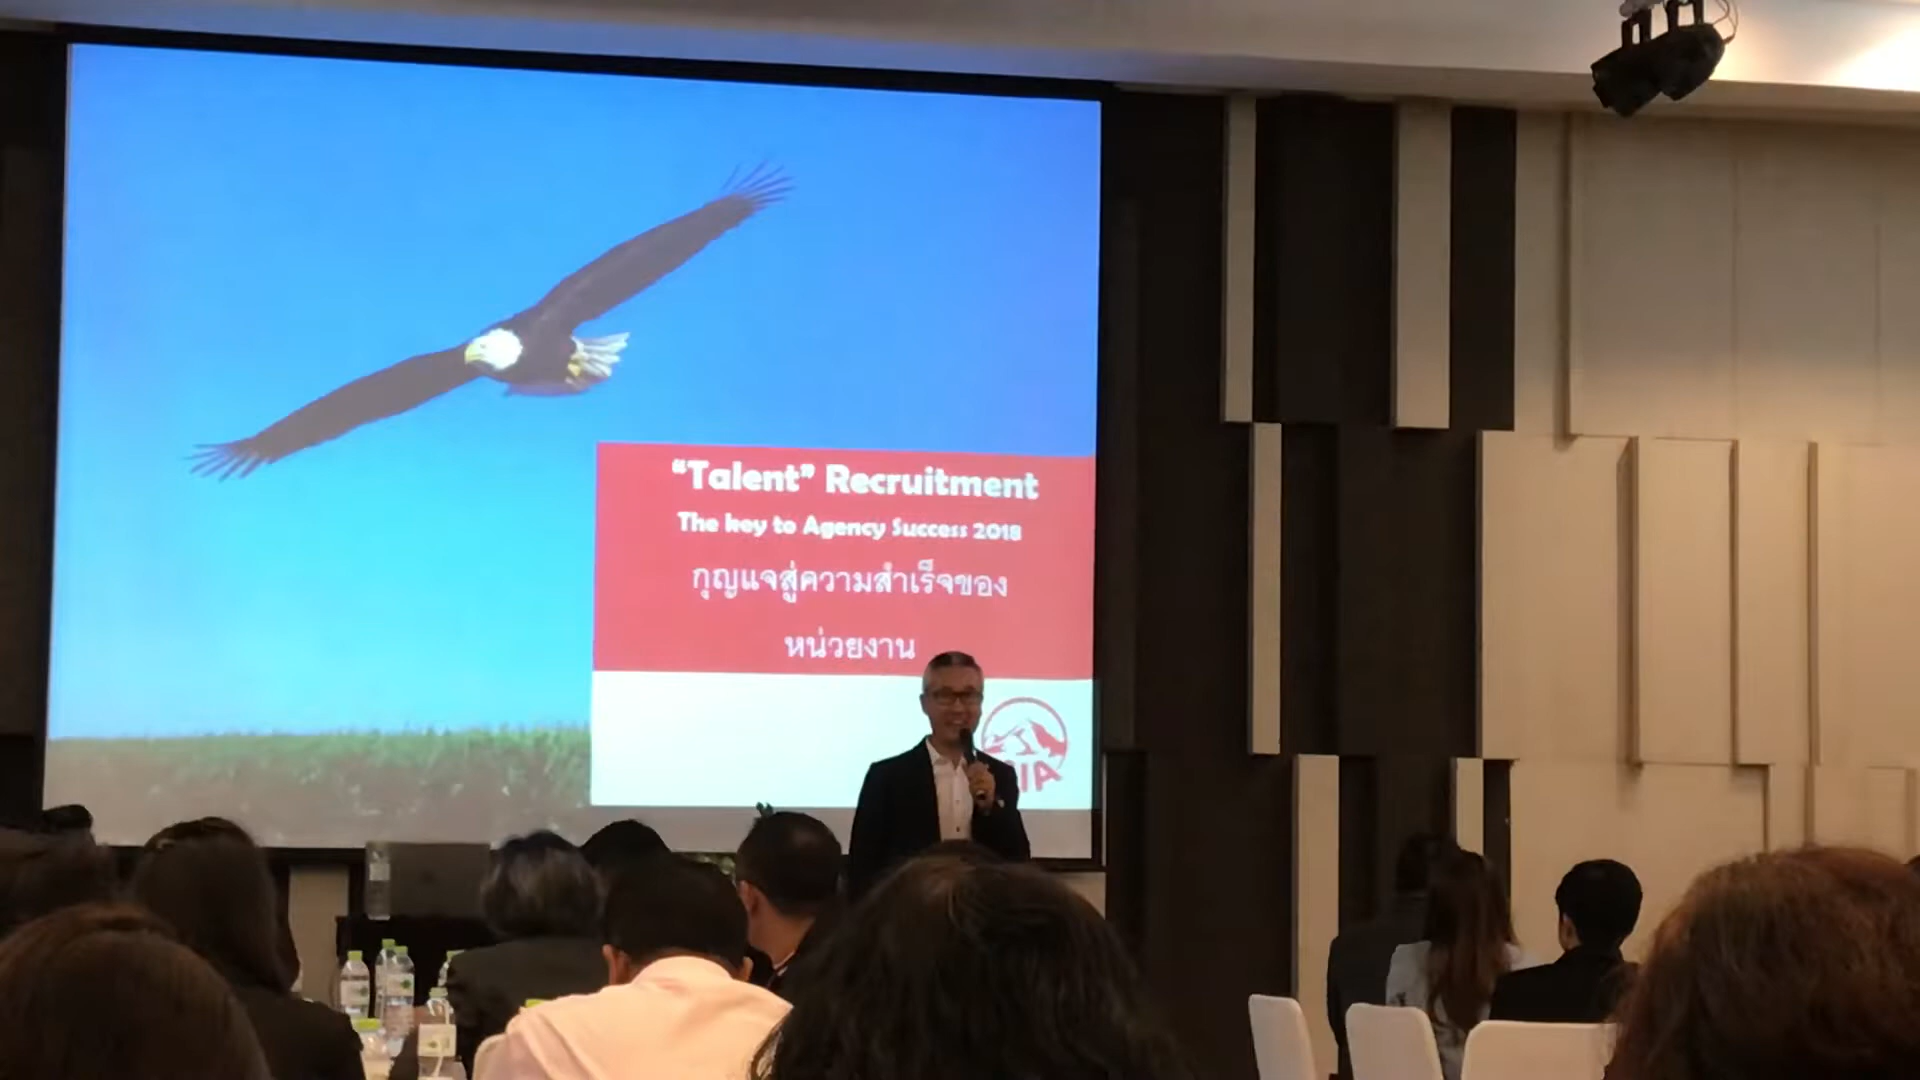 “Talent” Recruitment
The key to Agency Success 2018
กุญแจสู่ความสำเร็จของ
หน่วยงาน